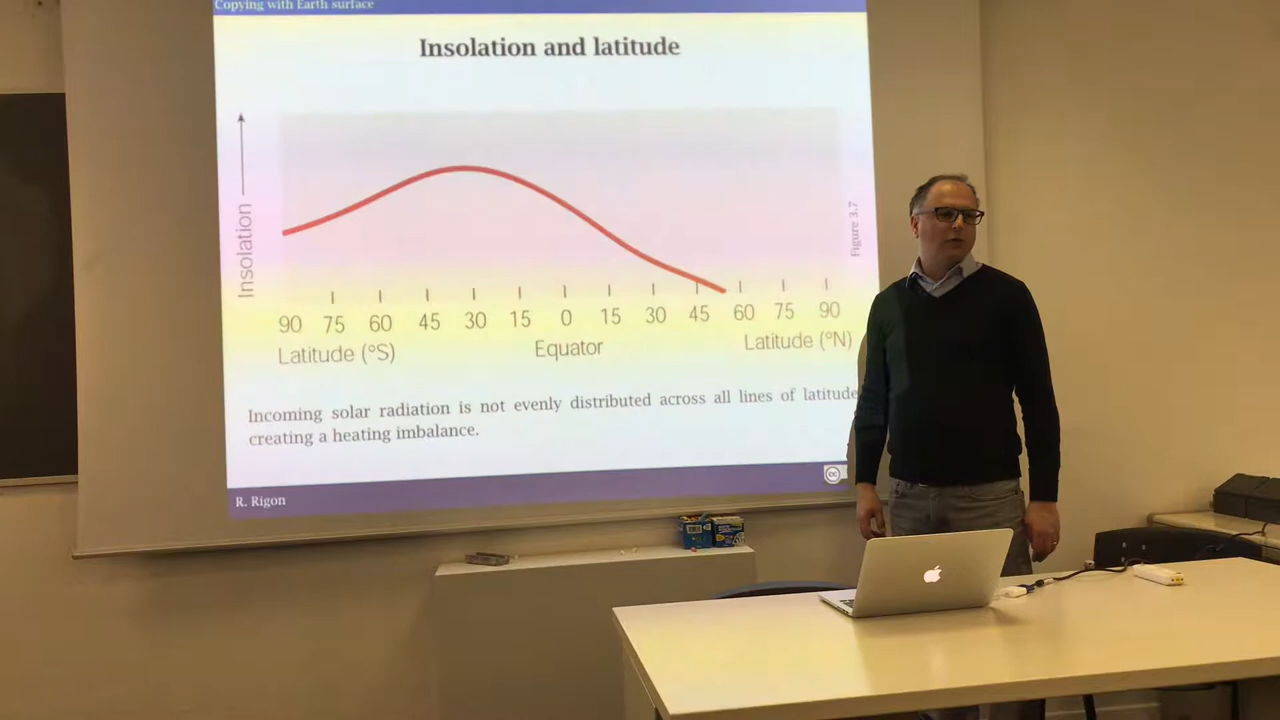 Copying with Earth surface
Insolation and latitude
Insolation
Figure 3.7
90 75 60 45 30 15 0 15 30 45 60 75 90
Latitude (°S) Equator Latitude (°N)
Incoming solar radiation is not evenly distributed across all lines of latitude
creating a heating imbalance.
cc
R. Rigon